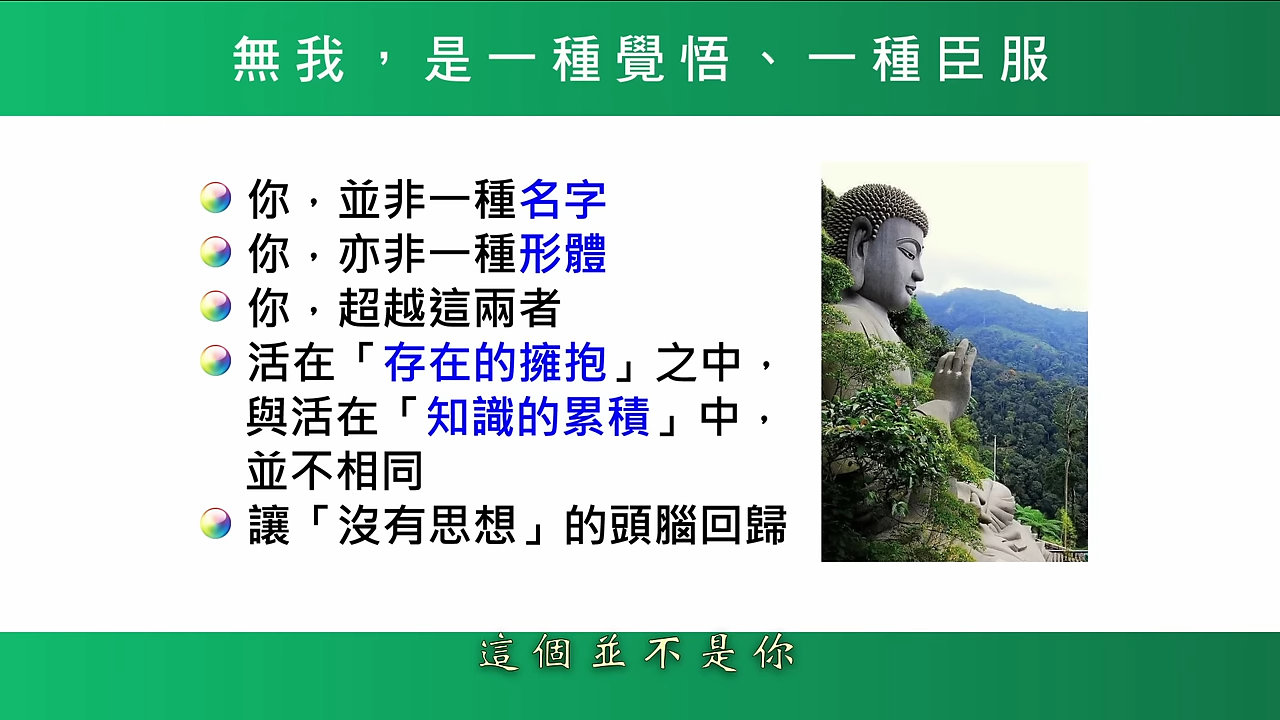 無我，是一種覺悟、一種臣服
你，並非一種名字
你，亦非一種形體
你，超越這兩者
活在「存在的擁抱」之中，
與活在「知識的累積」中，
並不相同
讓「沒有思想」的頭腦回歸
這個並不是你